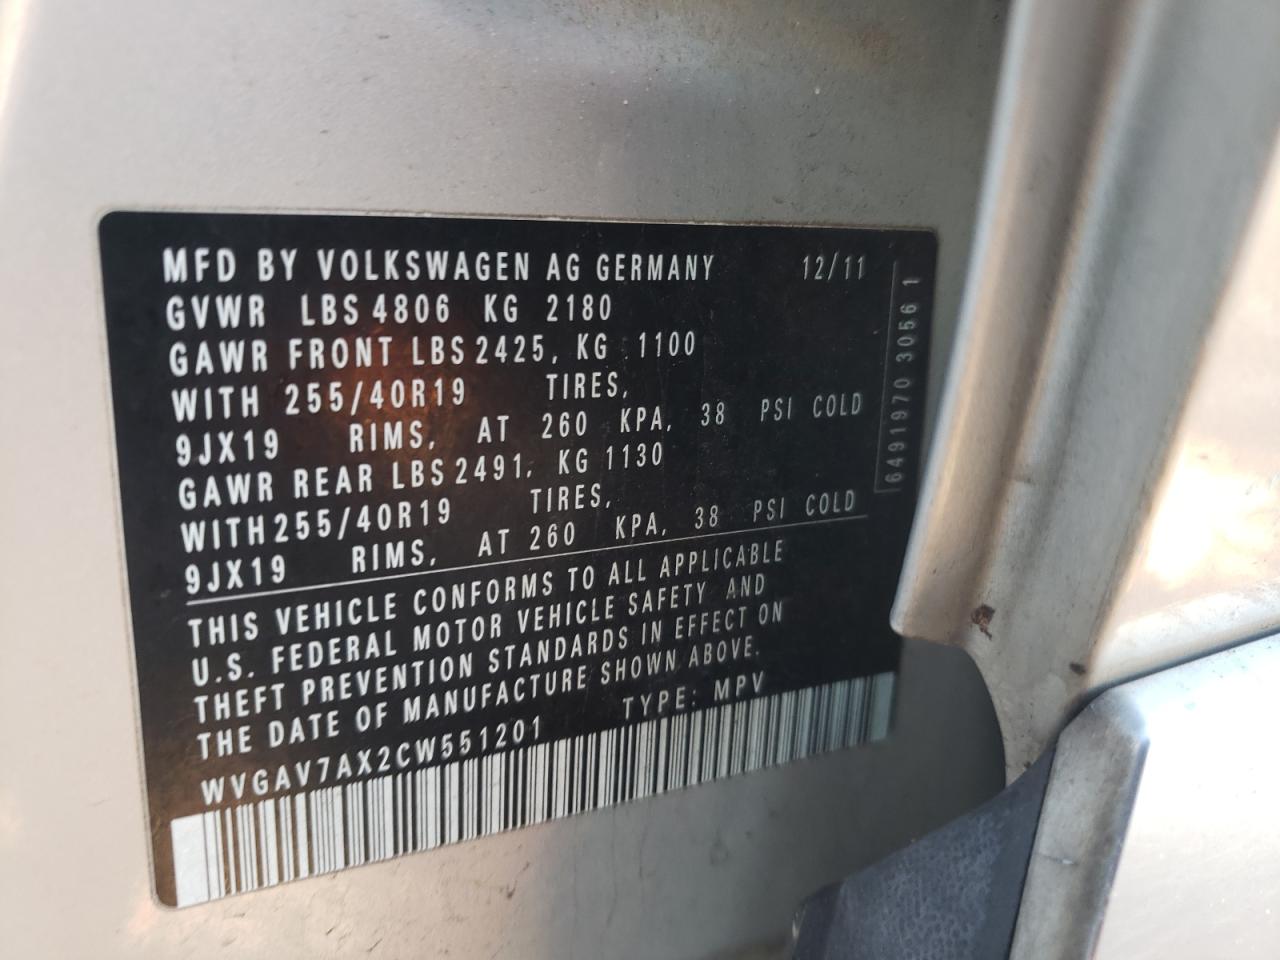 MFD BY VOLKSWAGEN AG GERMANY 12/11
GVWR LBS 4806 KG 2180
GAWR FRONT LBS 2425, KG 1100
WITH 255/40R19 TIRES,
9JX19 RIMS, AT 260 KPA, 38 PSI COLD
GAWR REAR LBS 2491, KG 1130
WITH 255/40R19 TIRES,
9JX19 RIMS, AT 260 KPA, 38 PSI COLD
THIS VEHICLE CONFORMS TO ALL APPLICABLE
U.S. FEDERAL MOTOR VEHICLE SAFETY AND
THEFT PREVENTION STANDARDS IN EFFECT ON
THE DATE OF MANUFACTURE SHOWN ABOVE.
WVGAV7AX2CW551201 TYPE: MPV
6491970 3056 1